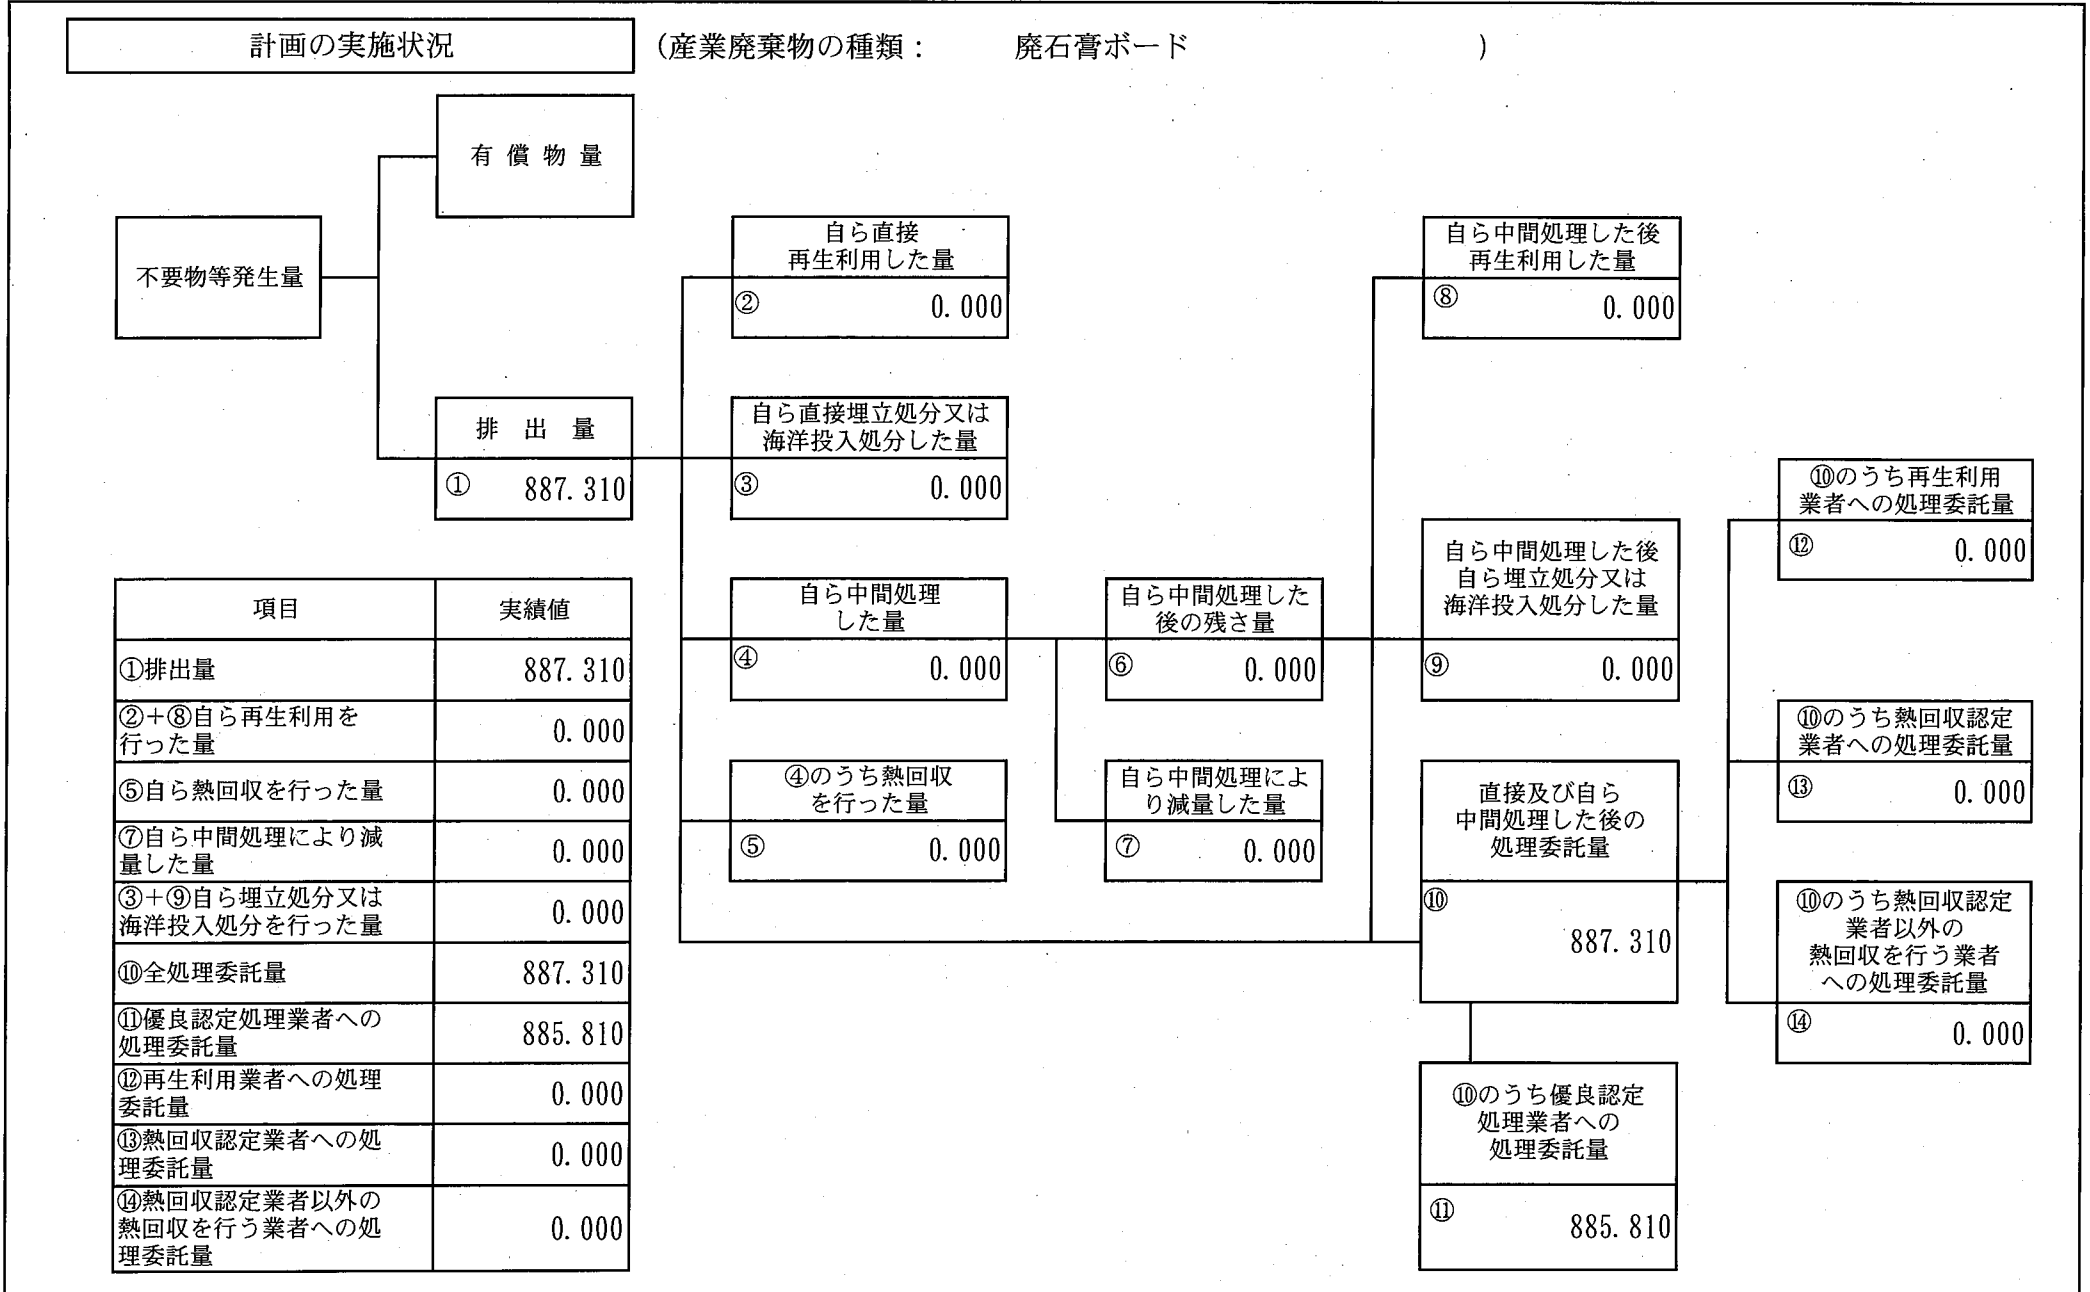 計画の実施状況
(産業廃棄物の種類： 廃石膏ボード )
有 償 物 量
不要物等発生量
排 出 量
① 887.310
自ら直接
再生利用した量
② 0.000
自ら直接埋立処分又は
海洋投入処分した量
③ 0.000
自ら中間処理
した量
④ 0.000
④のうち熱回収
を行った量
⑤ 0.000
自ら中間処理した
後の残さ量
⑥ 0.000
自ら中間処理によ
り減量した量
⑦ 0.000
自ら中間処理した後
再生利用した量
⑧ 0.000
自ら中間処理した後
自ら埋立処分又は
海洋投入処分した量
⑨ 0.000
直接及び自ら
中間処理した後の
処理委託量
⑩
887.310
⑩のうち優良認定
処理業者への
処理委託量
⑪ 885.810
⑩のうち再生利用
業者への処理委託量
⑫ 0.000
⑩のうち熱回収認定
業者への処理委託量
⑬ 0.000
⑩のうち熱回収認定
業者以外の
熱回収を行う業者
への処理委託量
⑭ 0.000
項目 実績値
①排出量 887.310
②＋⑧自ら再生利用を
行った量 0.000
⑤自ら熱回収を行った量 0.000
⑦自ら中間処理により減
量した量 0.000
③＋⑨自ら埋立処分又は
海洋投入処分を行った量 0.000
⑩全処理委託量 887.310
⑪優良認定処理業者への
処理委託量 885.810
⑫再生利用業者への処理
委託量 0.000
⑬熱回収認定業者への処
理委託量 0.000
⑭熱回収認定業者以外の
熱回収を行う業者への処
理委託量 0.000